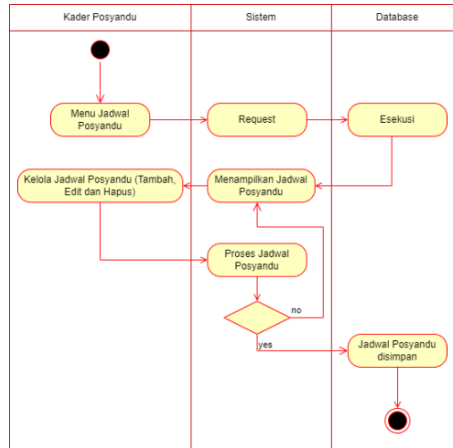 Kader Posyandu
Sistem
Database
Menu Jadwal
Posyandu
Request
Esekusi
Kelola Jadwal Posyandu (Tambah,
Edit dan Hapus)
Menampilkan Jadwal
Posyandu
Proses Jadwal
Posyandu
no
yes
Jadwal Posyandu
disimpan